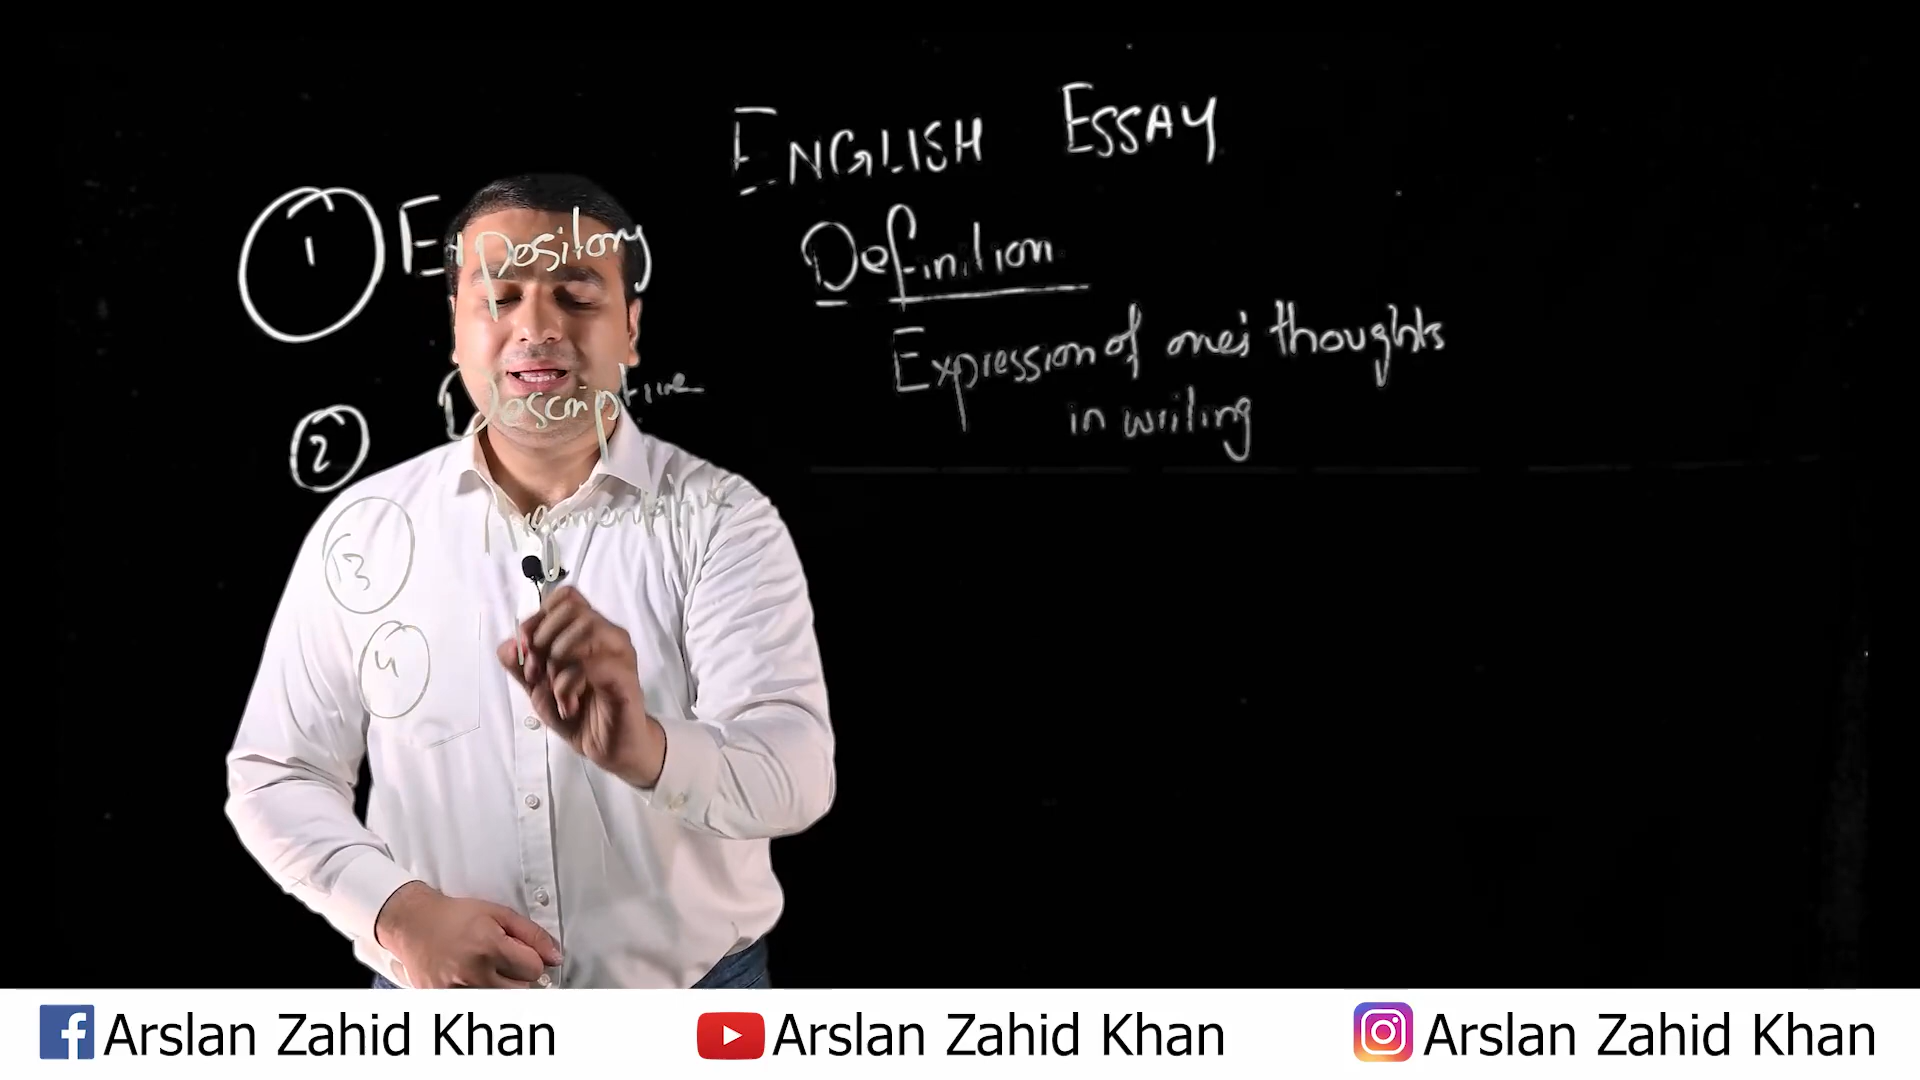 ENGLISH ESSAY
Definition
Expression of one's thoughts
in writing
1 Expository
2 Descriptive
3 Argumentative
4
Arslan Zahid Khan
Arslan Zahid Khan
Arslan Zahid Khan